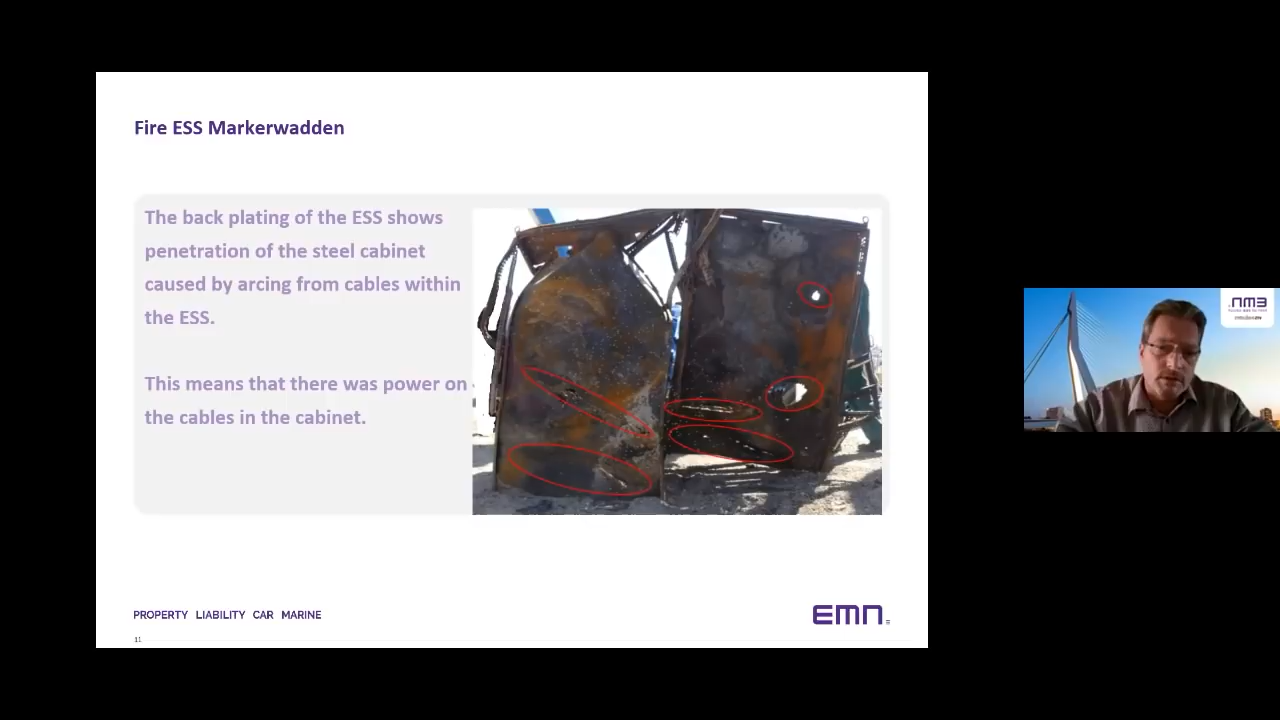 Fire ESS Markerwadden
The back plating of the ESS shows
penetration of the steel cabinet
caused by arcing from cables within
the ESS.
This means that there was power on
the cables in the cabinet.
PROPERTY LIABILITY CAR MARINE
EMN
11